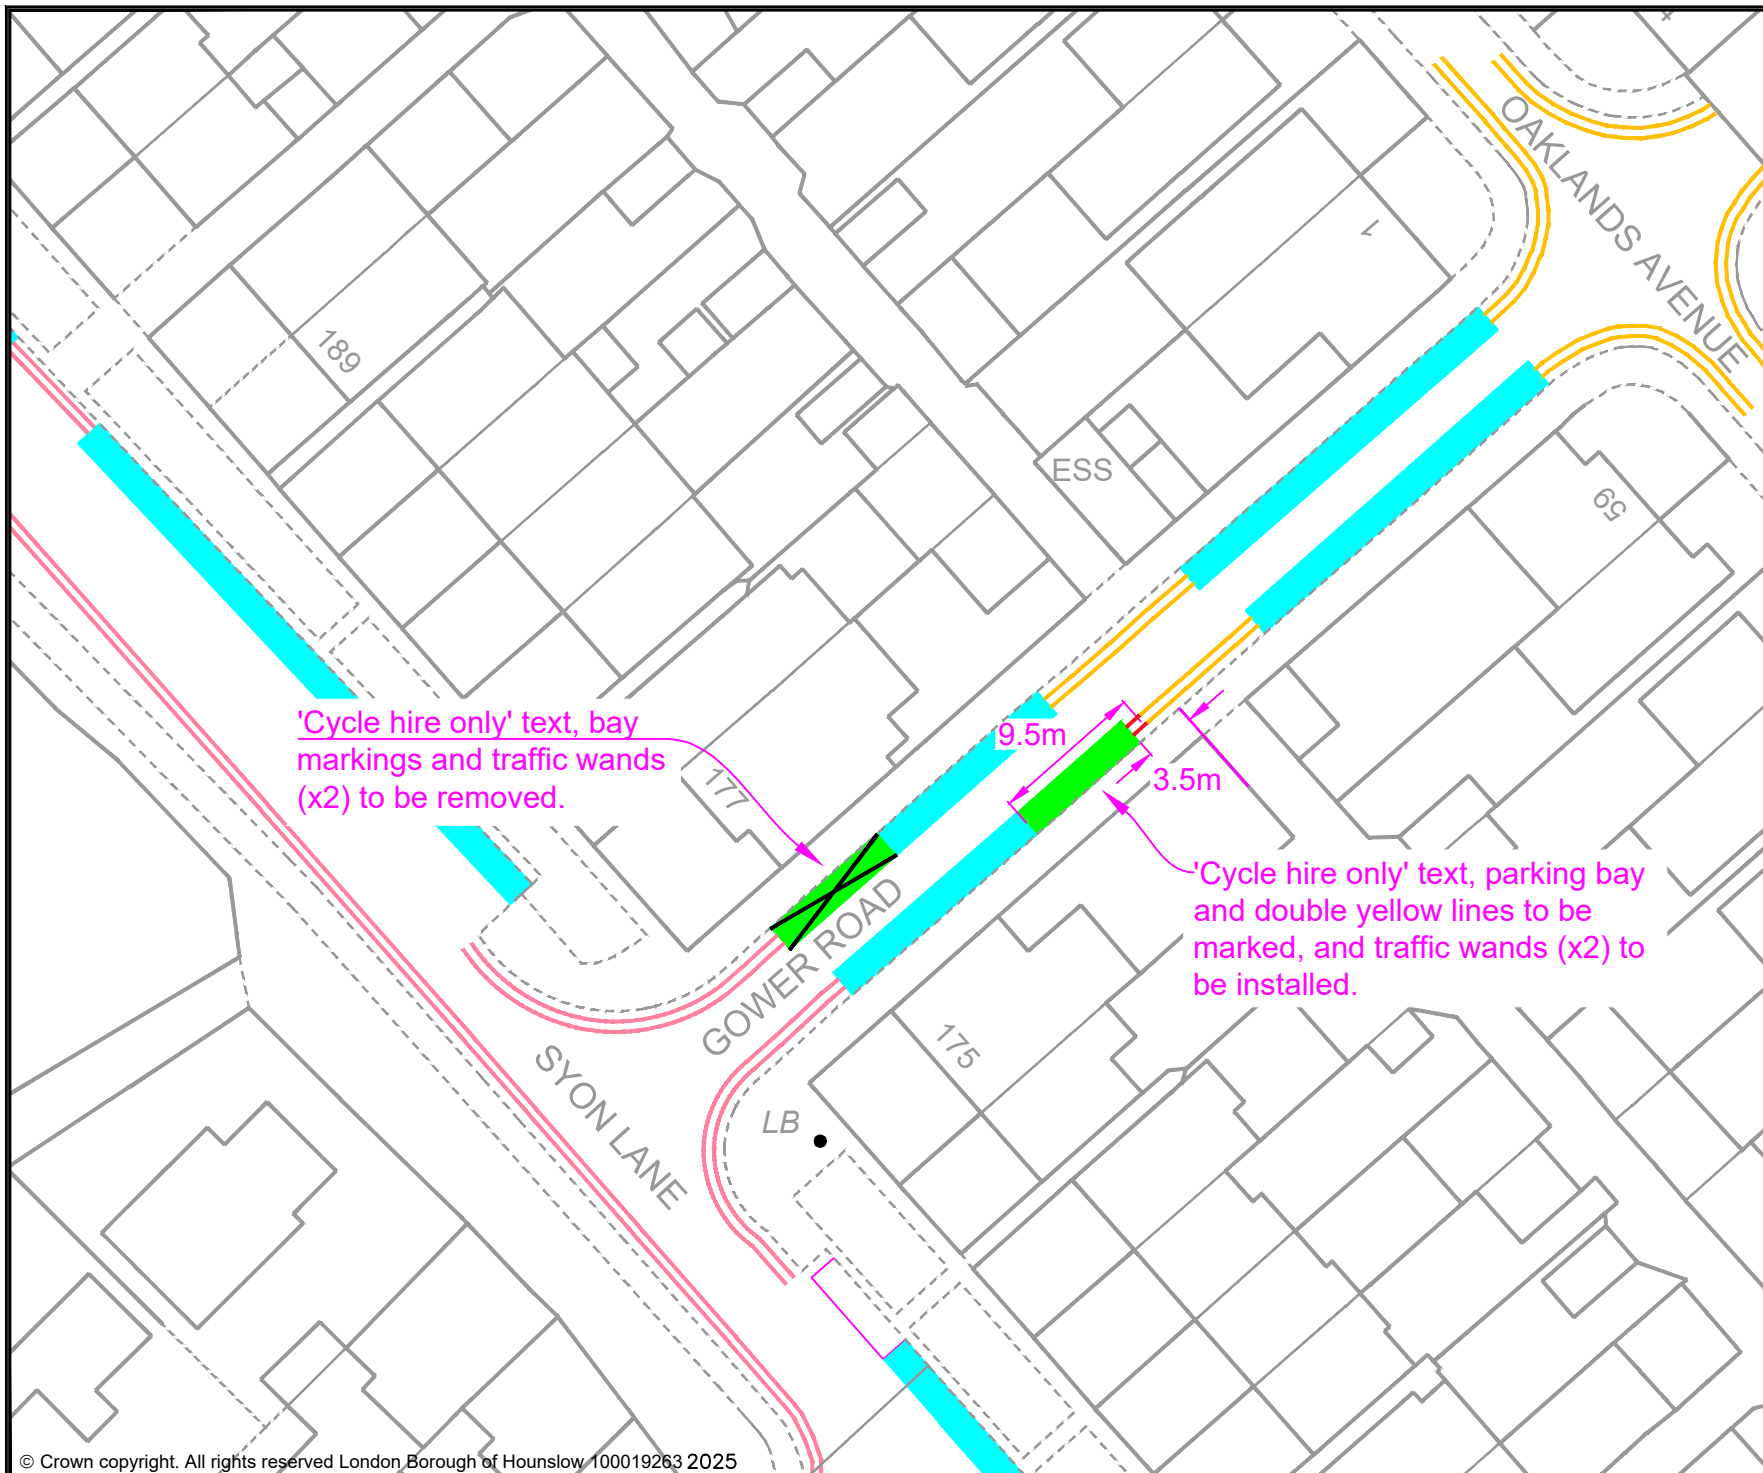 OAKLANDS AVENUE
1
189
ESS
59
'Cycle hire only' text, bay
markings and traffic wands
(x2) to be removed.
177
9.5m
3.5m
'Cycle hire only' text, parking bay
and double yellow lines to be
marked, and traffic wands (x2) to
be installed.
GOWER ROAD
175
SYON LANE
LB
© Crown copyright. All rights reserved London Borough of Hounslow 100019263 2025